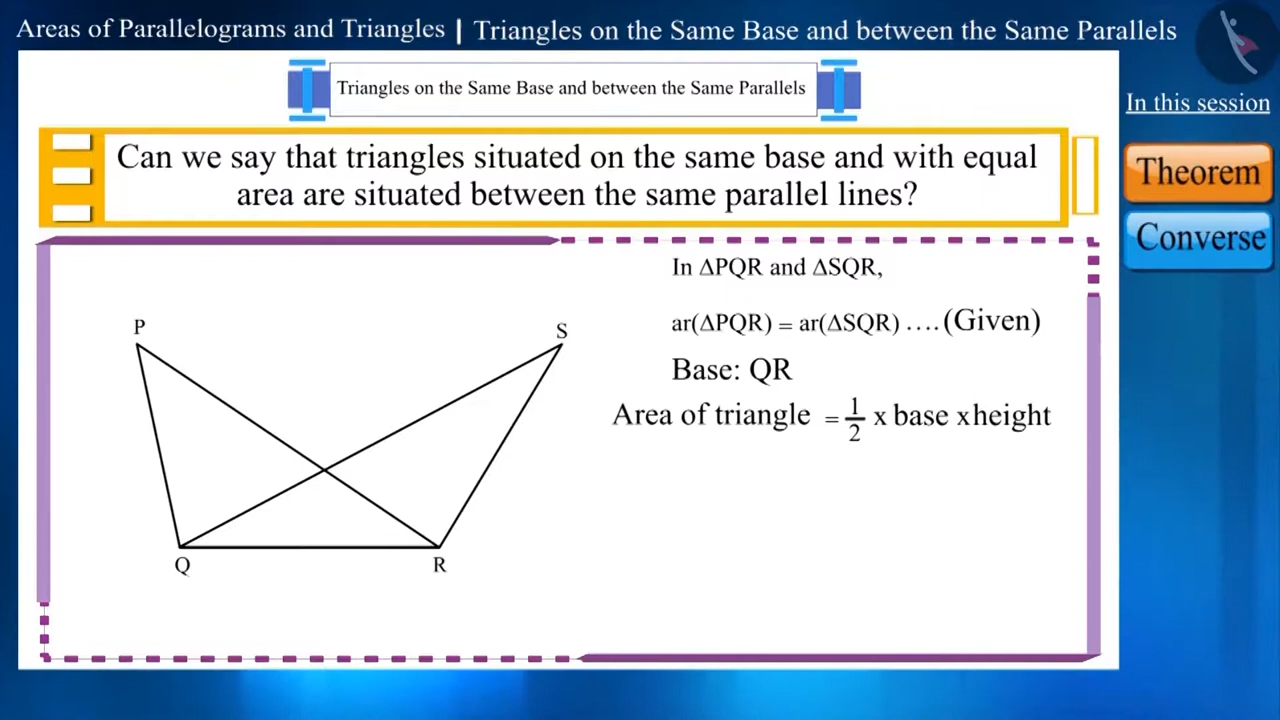 Areas of Parallelograms and Triangles | Triangles on the Same Base and between the Same Parallels
Triangles on the Same Base and between the Same Parallels
In this session
Can we say that triangles situated on the same base and with equal
area are situated between the same parallel lines?
Theorem
Converse
In ΔPQR and ΔSQR,
ar(ΔPQR) = ar(ΔSQR) ....(Given)
Base: QR
Area of triangle = 1/2 x base x height
P
S
Q
R